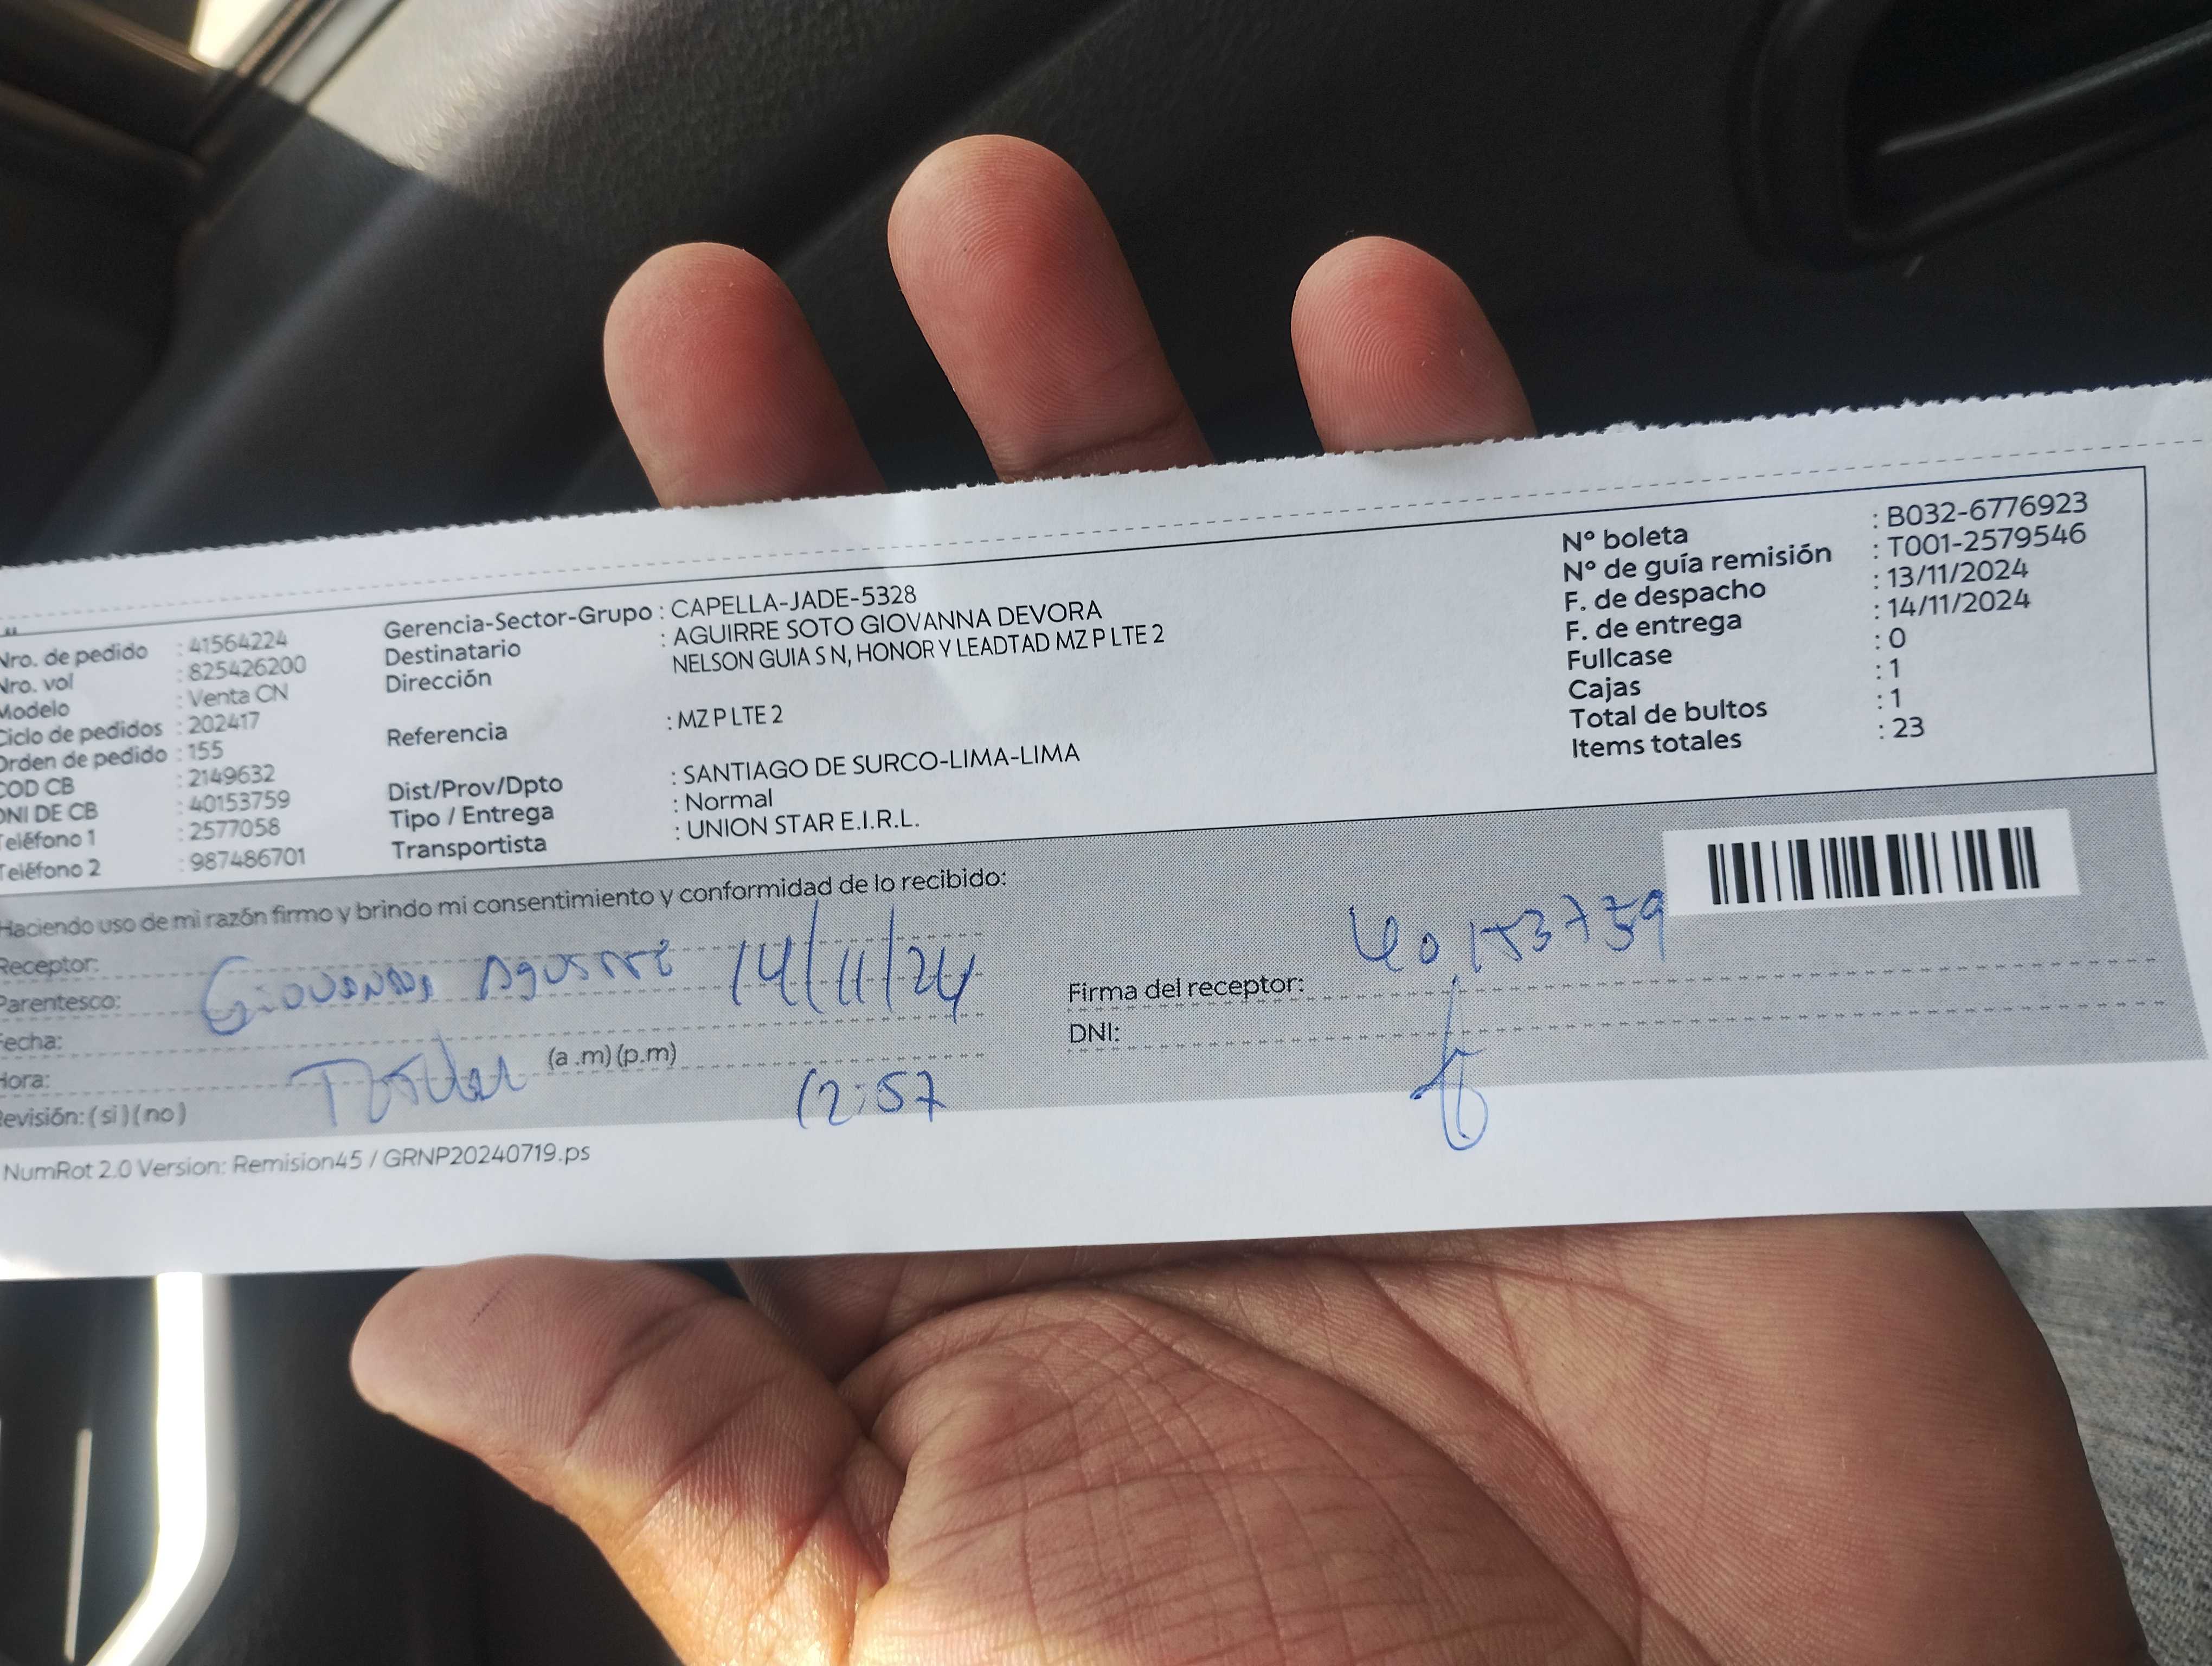 Nro. de pedido : 41564224
Nro. vol : 825426200
Modelo : Venta CN
Ciclo de pedidos : 202417
Orden de pedido : 155
COD CB : 2149632
DNI DE CB : 40153759
Teléfono 1 : 2577058
Teléfono 2 : 987486701
Gerencia-Sector-Grupo : CAPELLA-JADE-5328
Destinatario : AGUIRRE SOTO GIOVANNA DEVORA
Dirección NELSON GUIA S N, HONOR Y LEADTAD MZ P LTE 2
Referencia : MZ P LTE 2
Dist/Prov/Dpto : SANTIAGO DE SURCO-LIMA-LIMA
Tipo / Entrega : Normal
Transportista : UNION STAR E.I.R.L.
N° boleta : B032-6776923
N° de guía remisión : T001-2579546
F. de despacho : 13/11/2024
F. de entrega : 14/11/2024
Fullcase : 0
Cajas : 1
Total de bultos : 1
Items totales : 23
Haciendo uso de mi razón firmo y brindo mi consentimiento y conformidad de lo recibido:
Receptor:
Parentesco: Giovanna Aguirre 14/11/24
Fecha:
Hora: (a .m) (p.m)
Revisión: ( si ) ( no ) 12:57
40153759
Firma del receptor:
DNI:
NumRot 2.0 Version: Remision45 / GRNP20240719.ps